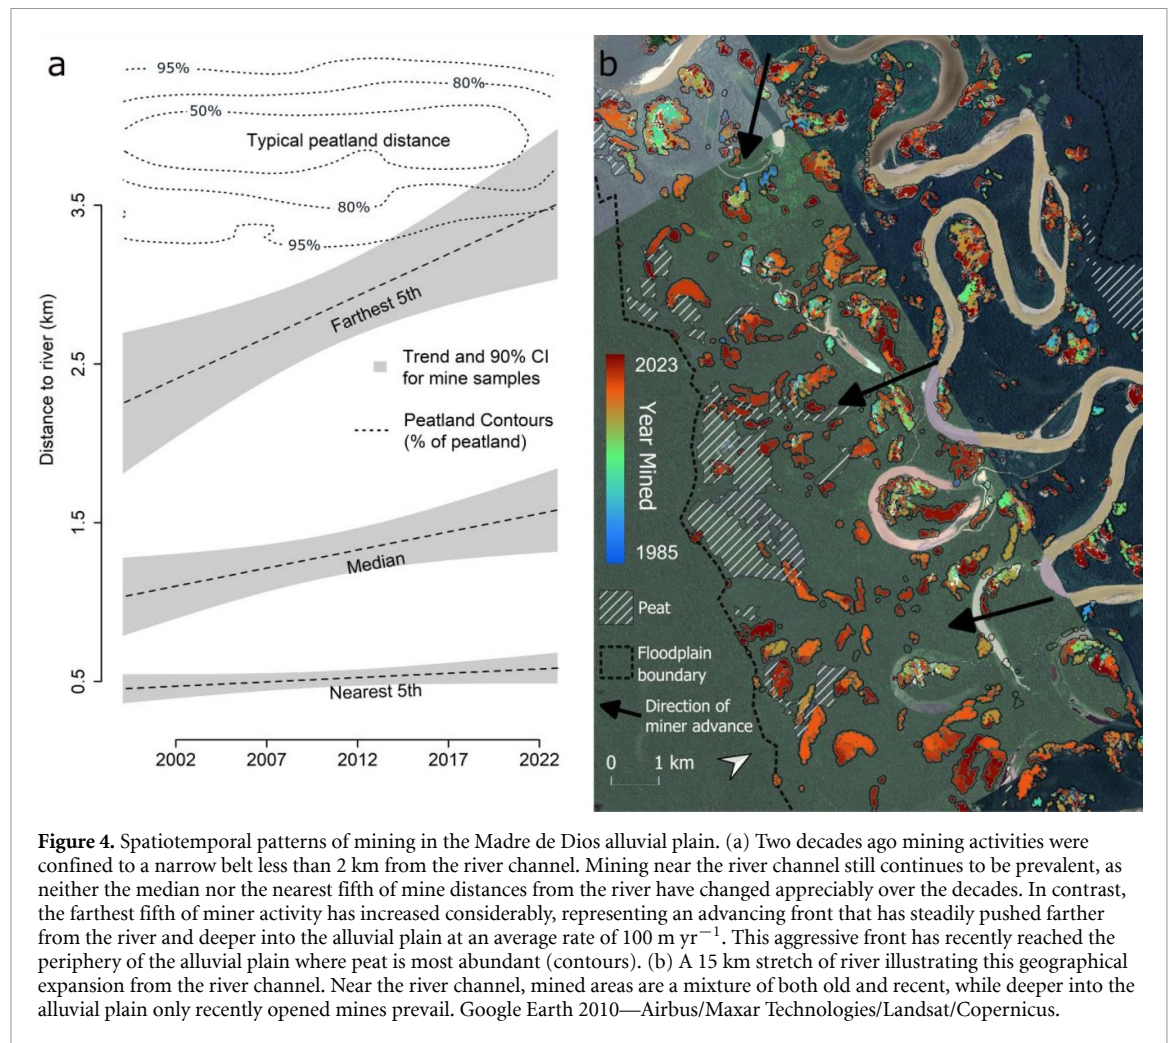 a
95%
80%
50%
Typical peatland distance
80%
95%
Farthest 5th
Trend and 90% CI
for mine samples
Peatland Contours
(% of peatland)
Median
Nearest 5th
Distance to river (km)
3.5
2.5
1.5
0.5
2002
2007
2012
2017
2022
b
2023
Year Mined
1985
Peat
Floodplain
boundary
Direction of
miner advance
0
1 km
Figure 4. Spatiotemporal patterns of mining in the Madre de Dios alluvial plain. (a) Two decades ago mining activities were
confined to a narrow belt less than 2 km from the river channel. Mining near the river channel still continues to be prevalent, as
neither the median nor the nearest fifth of mine distances from the river have changed appreciably over the decades. In contrast,
the farthest fifth of miner activity has increased considerably, representing an advancing front that has steadily pushed farther
from the river and deeper into the alluvial plain at an average rate of 100 m yr⁻¹. This aggressive front has recently reached the
periphery of the alluvial plain where peat is most abundant (contours). (b) A 15 km stretch of river illustrating this geographical
expansion from the river channel. Near the river channel, mined areas are a mixture of both old and recent, while deeper into the
alluvial plain only recently opened mines prevail. Google Earth 2010—Airbus/Maxar Technologies/Landsat/Copernicus.